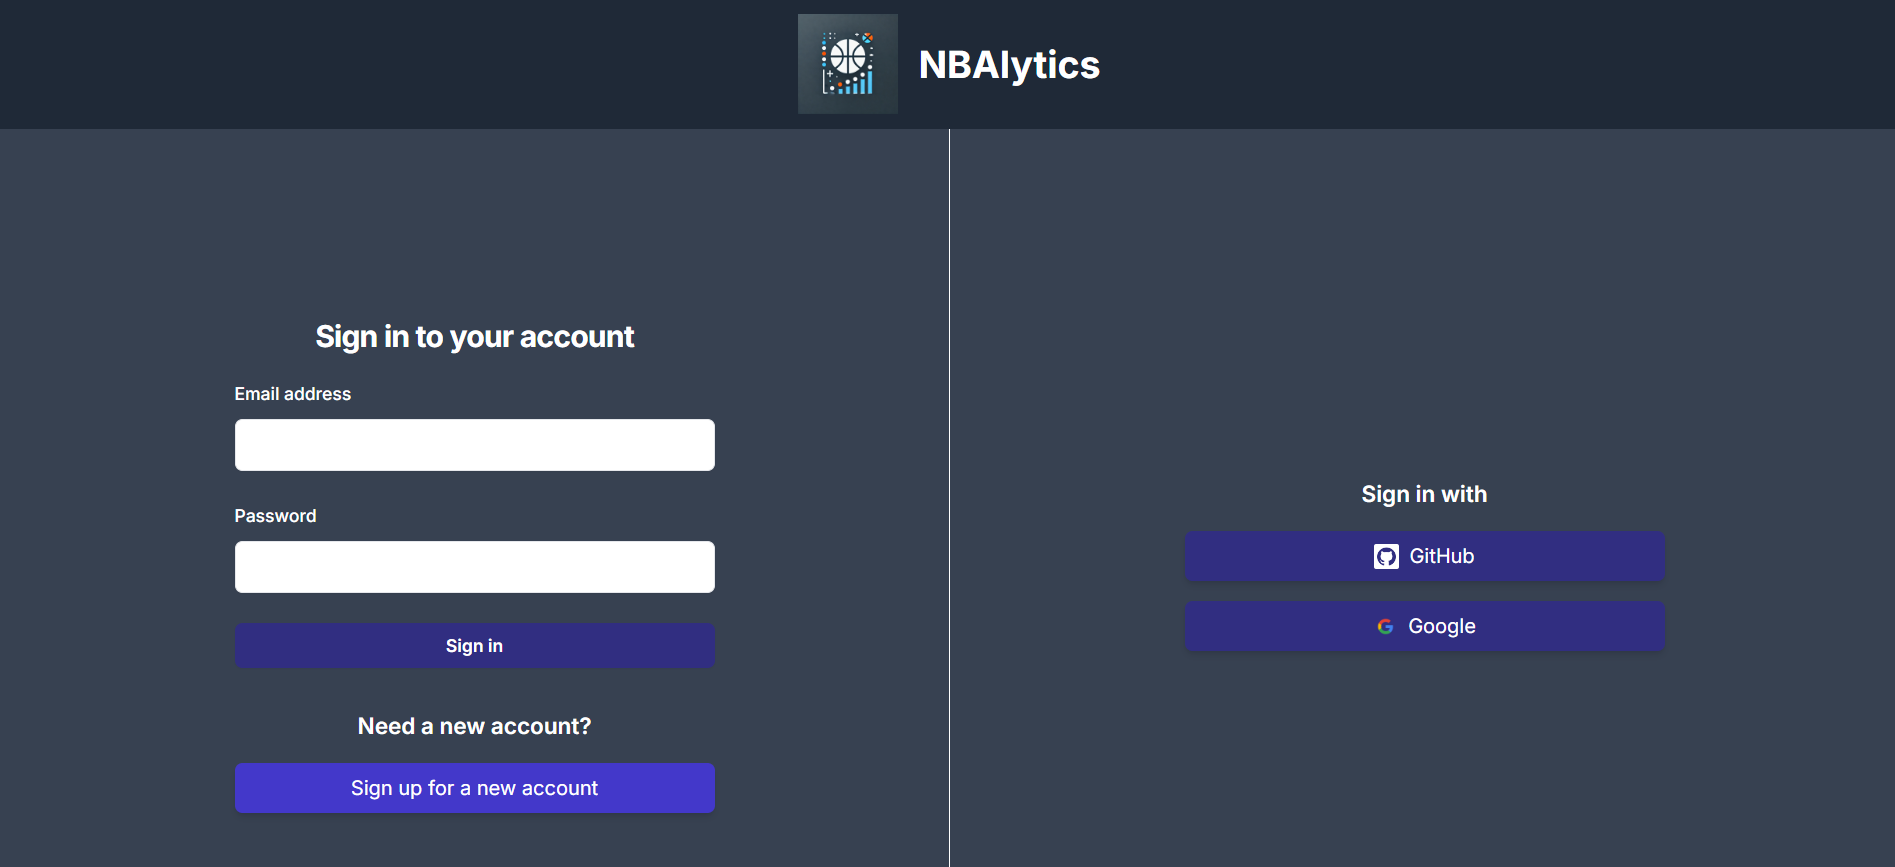 NBAlytics
Sign in to your account
Email address
Password
Sign in
Need a new account?
Sign up for a new account
Sign in with
GitHub
Google